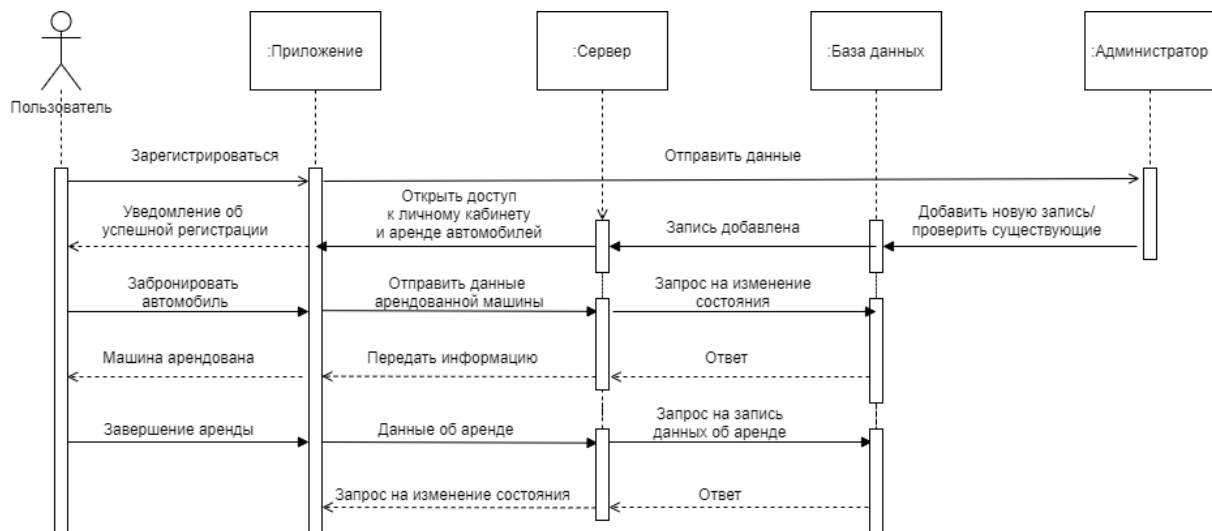 :Приложение
:Сервер
:База данных
:Администратор
Пользователь
Зарегистрироваться
Отправить данные
Уведомление об
успешной регистрации
Открыть доступ
к личному кабинету
и аренде автомобилей
Запись добавлена
Добавить новую запись/
проверить существующие
Забронировать
автомобиль
Отправить данные
арендованной машины
Запрос на изменение
состояния
Машина арендована
Передать информацию
Ответ
Завершение аренды
Данные об аренде
Запрос на запись
данных об аренде
Запрос на изменение состояния
Ответ